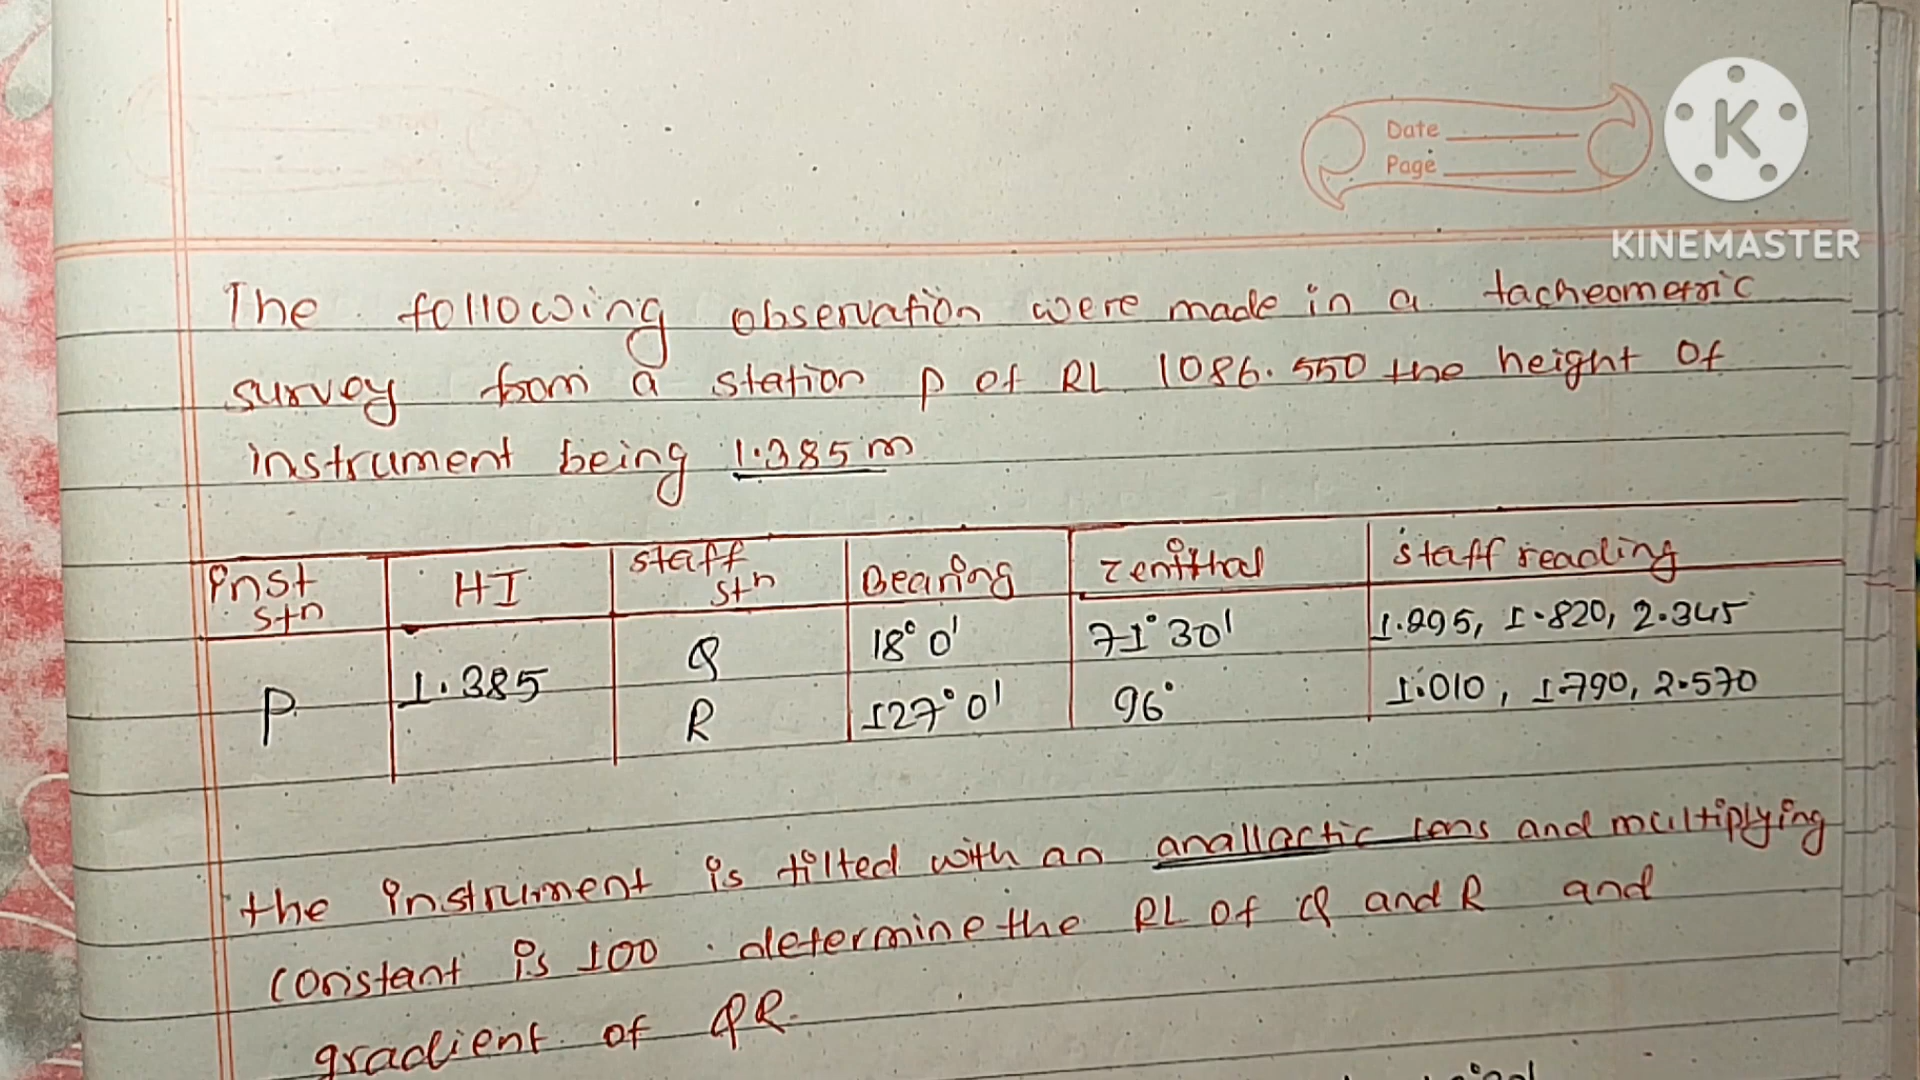 Date
Page
K
KINEMASTER
The following observation were made in a tacheometric
survey from a station P of RL 1086.550 the height of
instrument being 1.385 m
Inst stn HI staff stn Bearing zenithal staff reading
P 1.385 Q 18°0' 71°30' 1.295, 1.820, 2.345
R 127°0' 96° 1.010, 1.790, 2.570
the instrument is tilted with an anallactic lens and multiplying
constant is 100. determine the RL of Q and R and
gradient of QR.